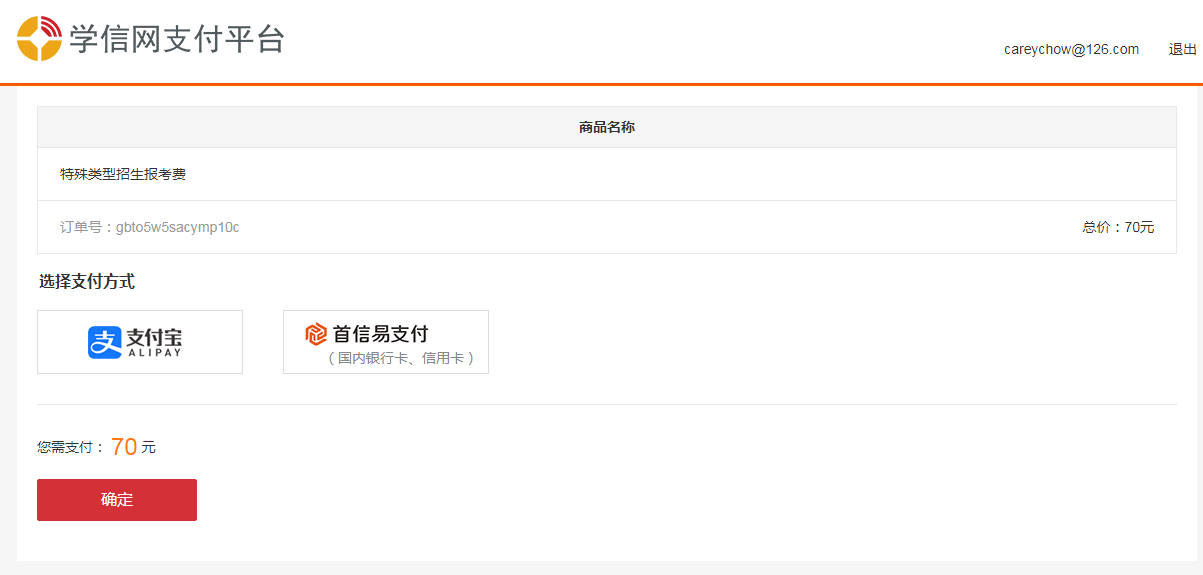 学信网支付平台
careychow@126.com 退出
商品名称
特殊类型招生报考费
订单号：gbto5w5sacymp10c 总价：70元
选择支付方式
支付宝
ALIPAY
首信易支付
（国内银行卡、信用卡）
您需支付： 70 元
确定